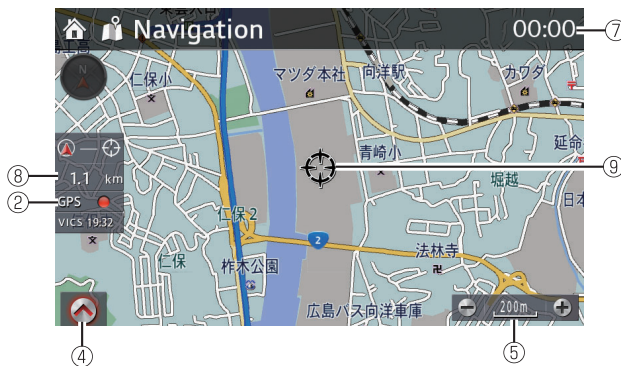 Navigation
00:00
⑦
仁保小
マツダ本社
向洋駅
カワダ
N
青崎小
延命
⑨
堀越
⑧
1.1 km
②
GPS
VICS 19:32
日本
仁保2
2
仁保
柞木公園
法林寺
卍
広島バス向洋車庫
200m
④
⑤